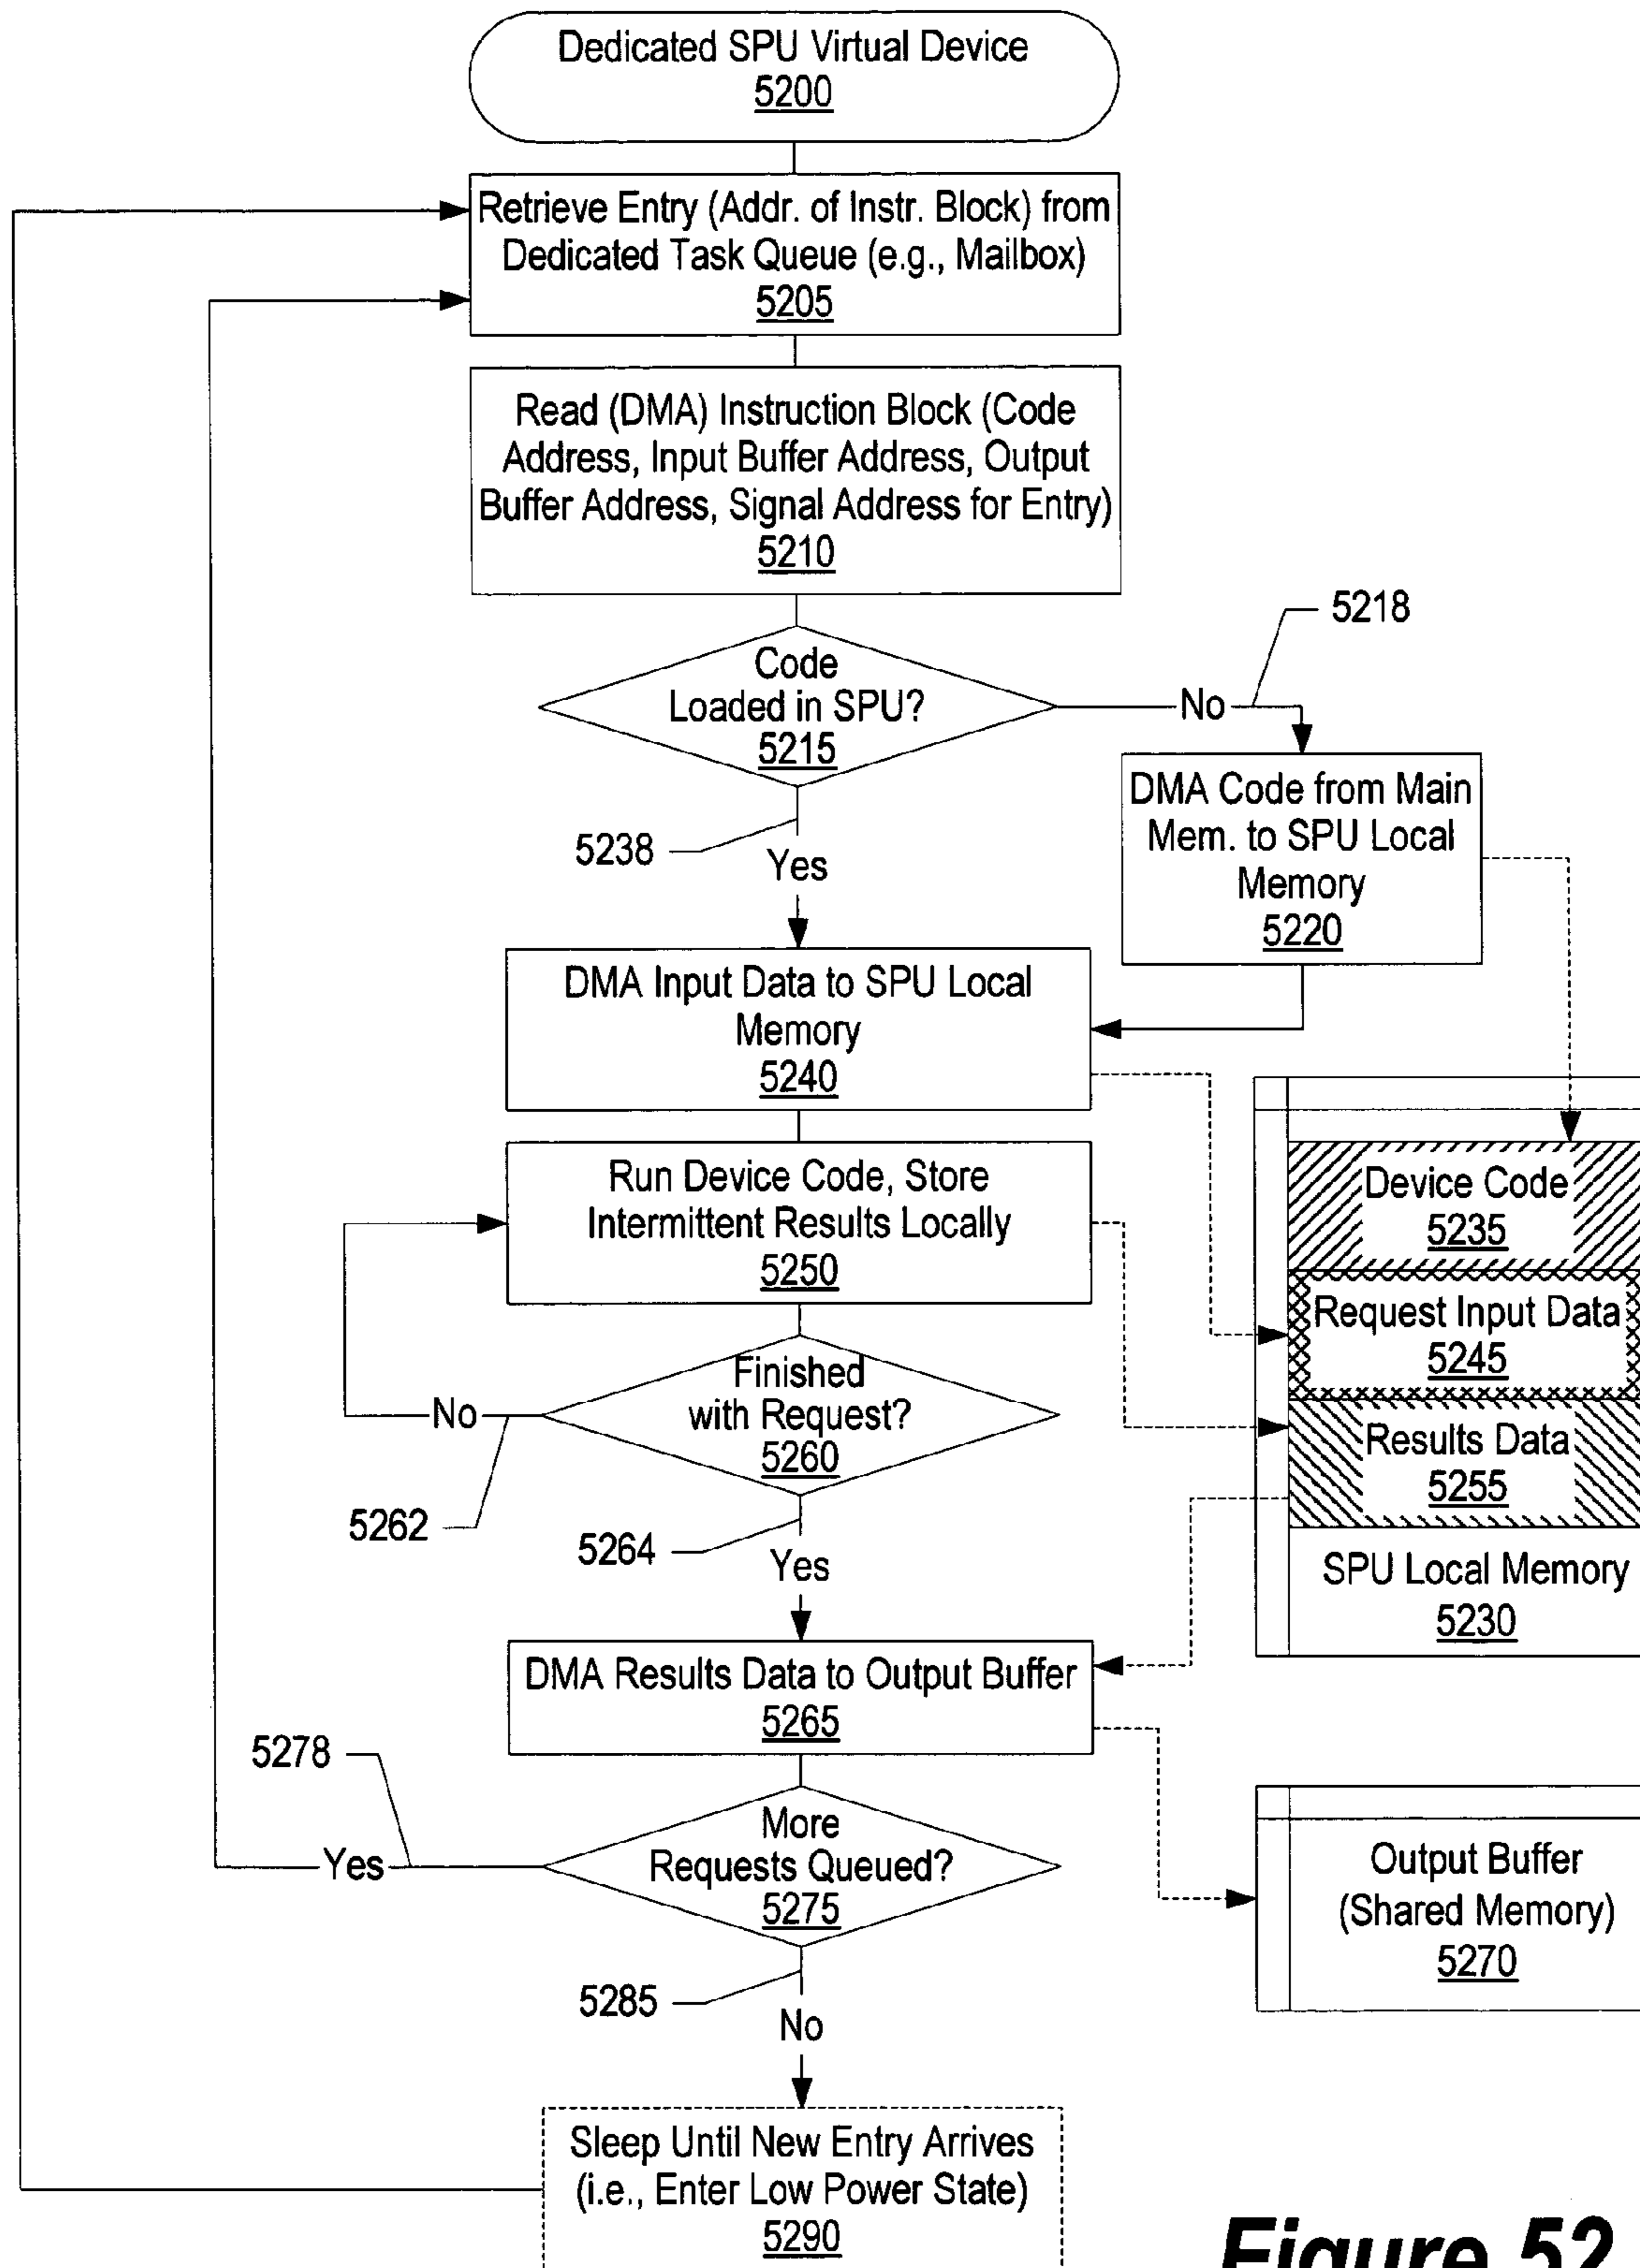 Dedicated SPU Virtual Device
5200
Retrieve Entry (Addr. of Instr. Block) from
Dedicated Task Queue (e.g., Mailbox)
5205
Read (DMA) Instruction Block (Code
Address, Input Buffer Address, Output
Buffer Address, Signal Address for Entry)
5210
5218
Code
Loaded in SPU?
5215
No
5238
Yes
DMA Code from Main
Mem. to SPU Local
Memory
5220
DMA Input Data to SPU Local
Memory
5240
Run Device Code, Store
Intermittent Results Locally
5250
Device Code
5235
Request Input Data
5245
Results Data
5255
SPU Local Memory
5230
Finished
with Request?
5260
No
5262
5264
Yes
DMA Results Data to Output Buffer
5265
5278
More
Requests Queued?
5275
Yes
Output Buffer
(Shared Memory)
5270
5285
No
Sleep Until New Entry Arrives
(i.e., Enter Low Power State)
5290
Figure 52